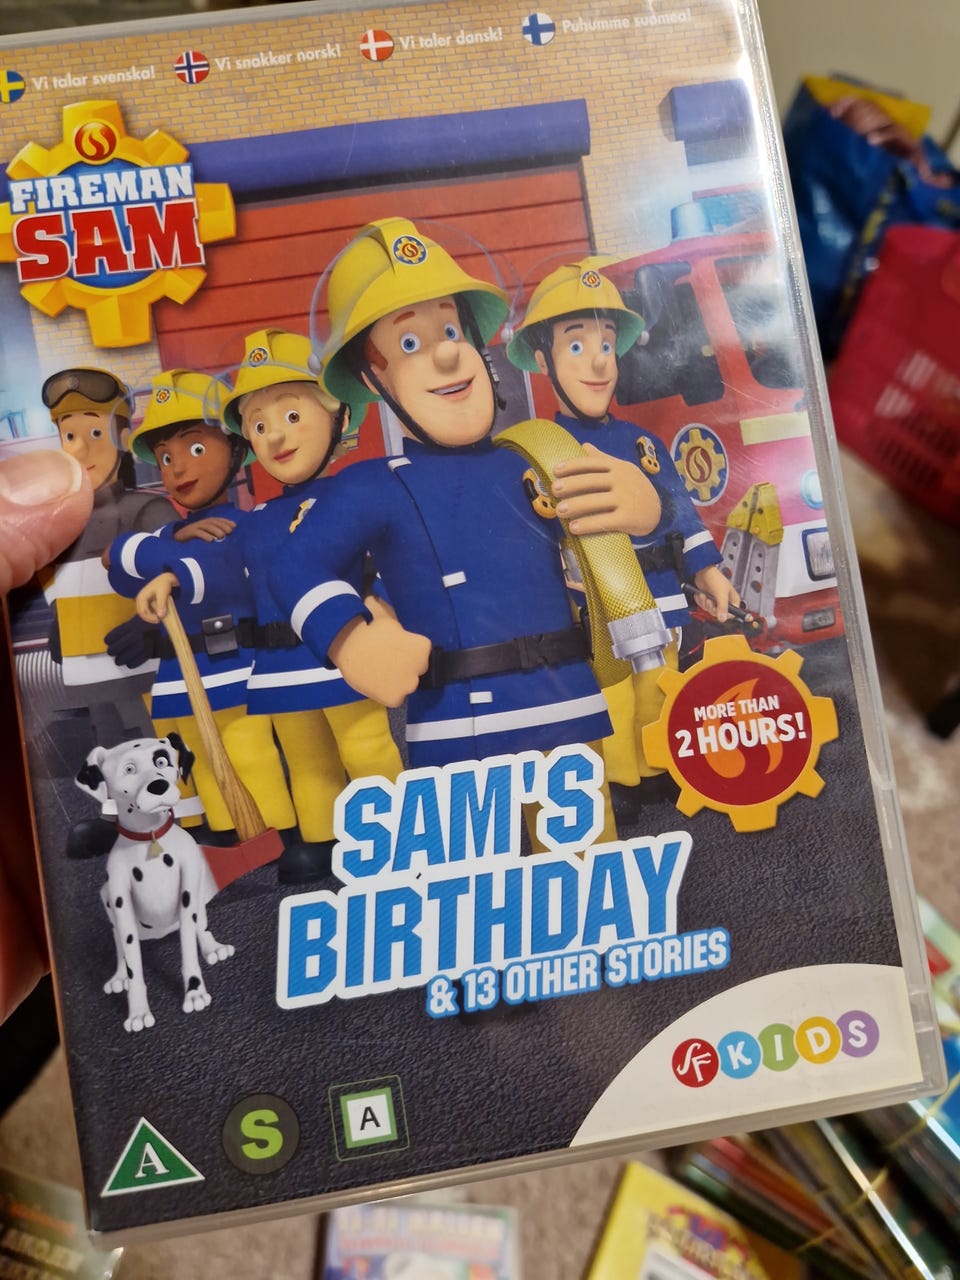 Vi talar svenska!
Vi snakker norsk!
Vi taler dansk!
Puhumme suomea!
FIREMAN
SAM
MORE THAN
2 HOURS!
SAM'S
BIRTHDAY
& 13 OTHER STORIES
SF KIDS
A
S
A